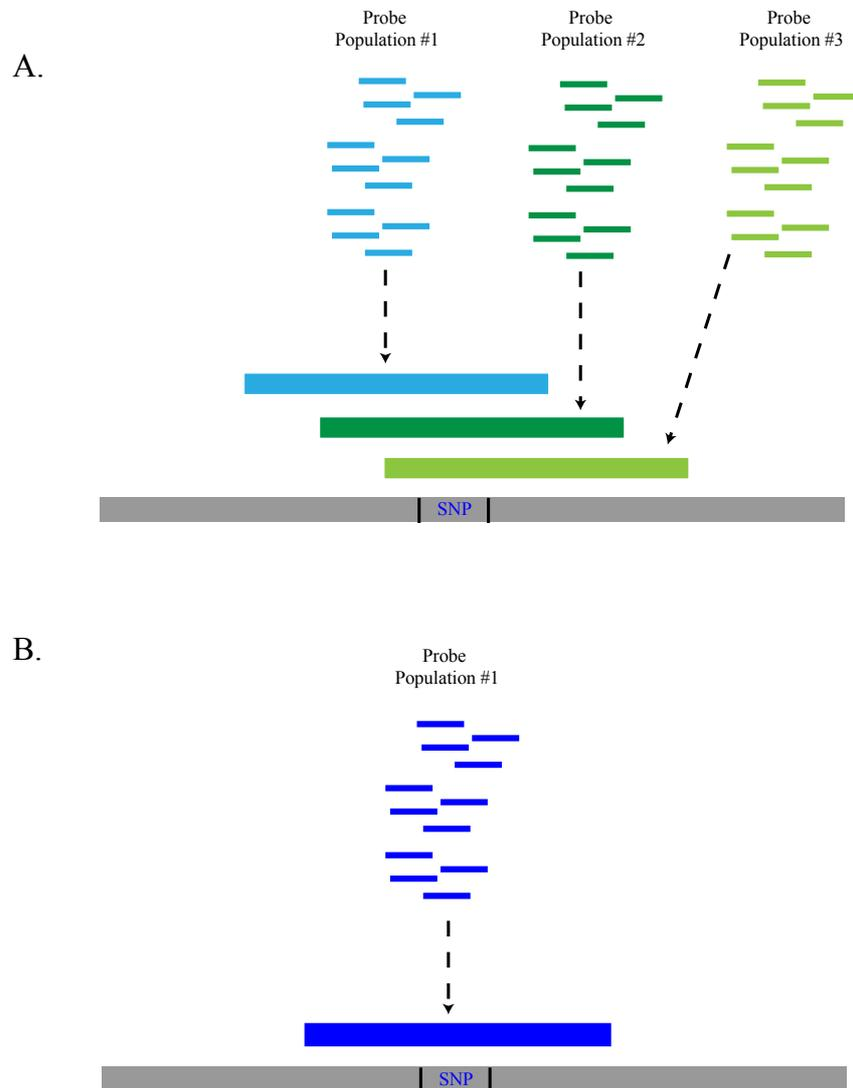 Probe
Population #1
Probe
Population #2
Probe
Population #3
A.
SNP
B.
Probe
Population #1
SNP